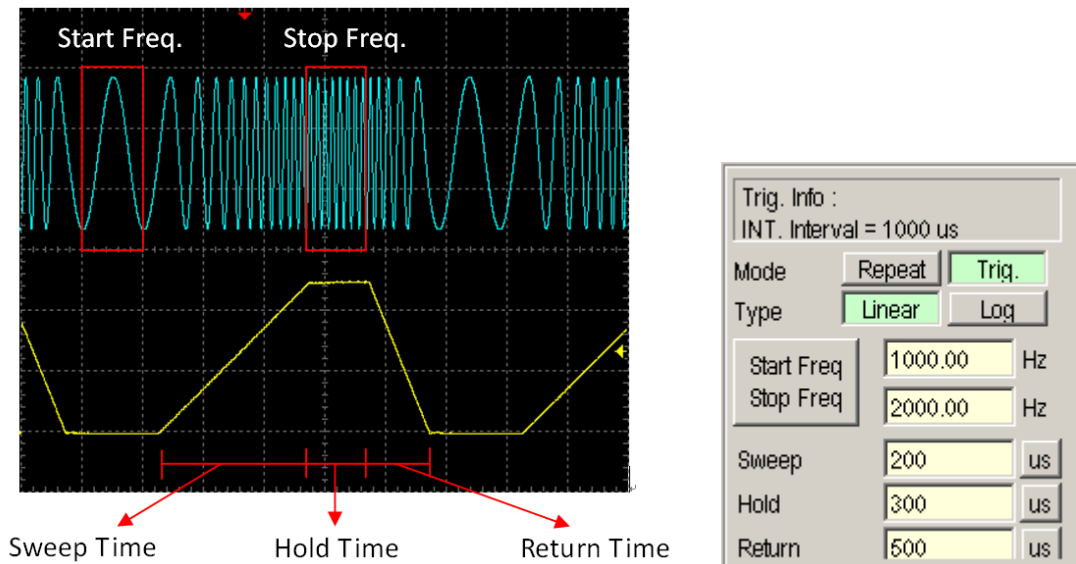 Start Freq. Stop Freq.
Sweep Time Hold Time Return Time
Trig. Info :
INT. Interval = 1000 us
Mode Repeat Trig.
Type Linear Log
Start Freq 1000.00 Hz
Stop Freq 2000.00 Hz
Sweep 200 us
Hold 300 us
Return 500 us